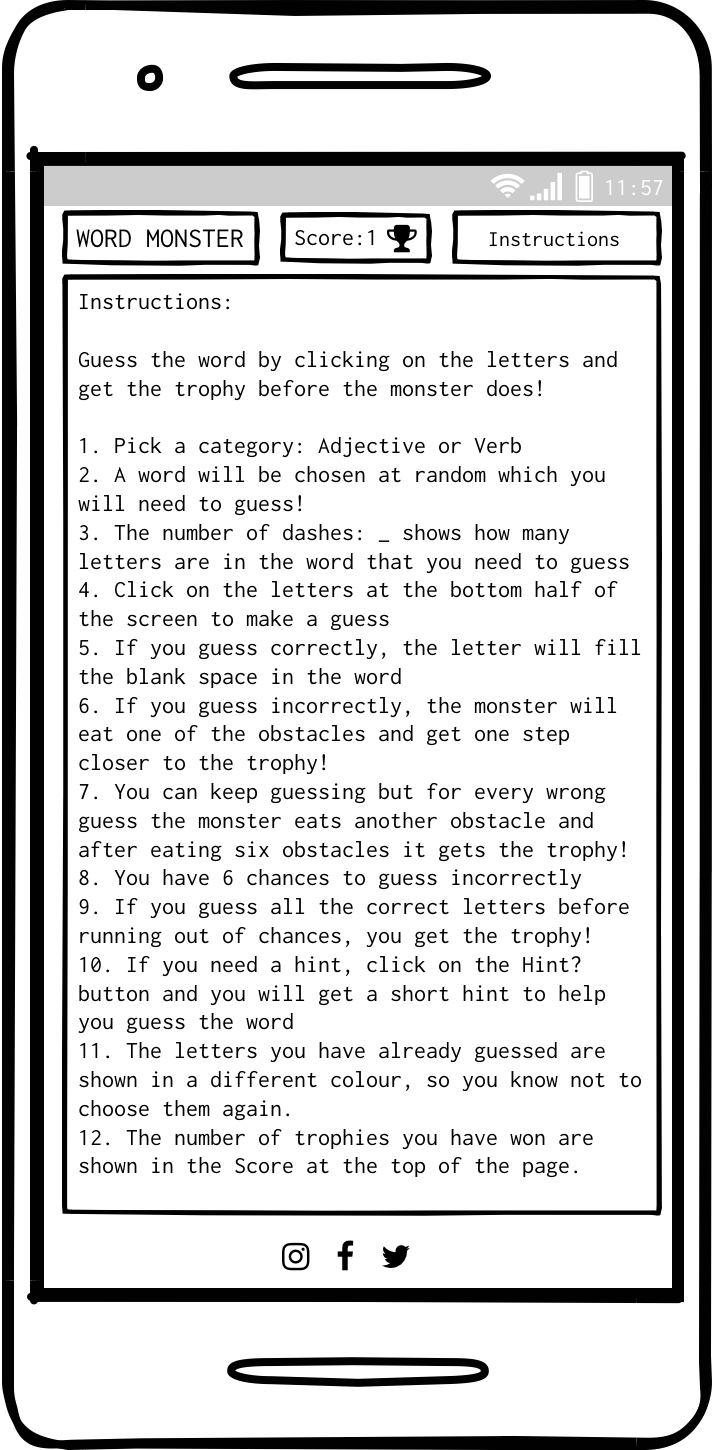 11:57
WORD MONSTER
Score:1
Instructions
Instructions:
Guess the word by clicking on the letters and
get the trophy before the monster does!
1. Pick a category: Adjective or Verb
2. A word will be chosen at random which you
will need to guess!
3. The number of dashes: _ shows how many
letters are in the word that you need to guess
4. Click on the letters at the bottom half of
the screen to make a guess
5. If you guess correctly, the letter will fill
the blank space in the word
6. If you guess incorrectly, the monster will
eat one of the obstacles and get one step
closer to the trophy!
7. You can keep guessing but for every wrong
guess the monster eats another obstacle and
after eating six obstacles it gets the trophy!
8. You have 6 chances to guess incorrectly
9. If you guess all the correct letters before
running out of chances, you get the trophy!
10. If you need a hint, click on the Hint?
button and you will get a short hint to help
you guess the word
11. The letters you have already guessed are
shown in a different colour, so you know not to
choose them again.
12. The number of trophies you have won are
shown in the Score at the top of the page.